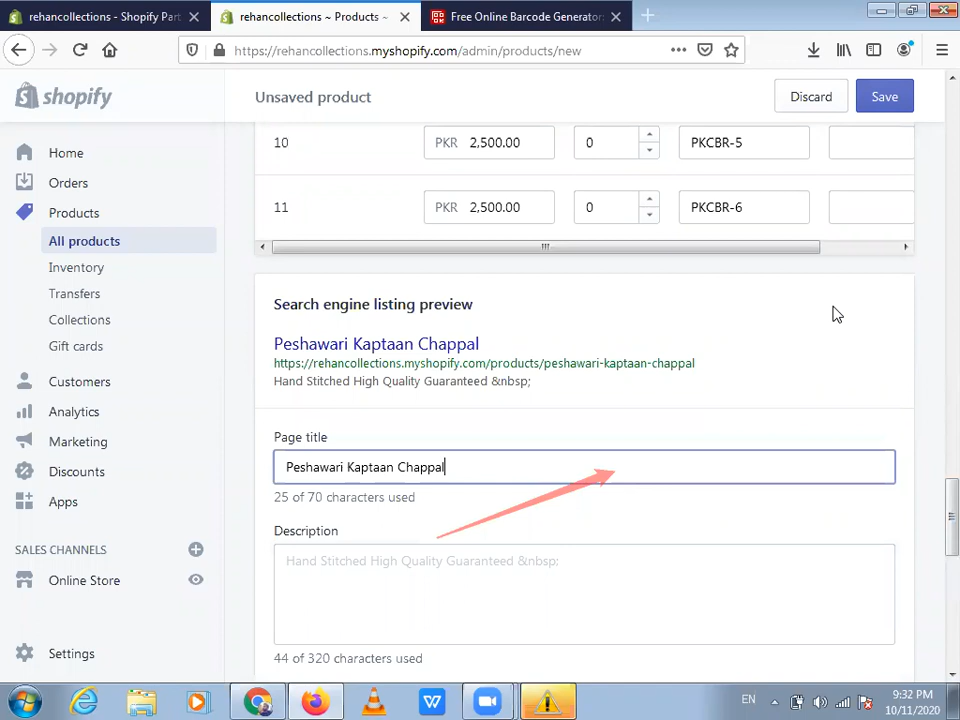 rehancollections - Shopify Part
rehancollections ~ Products ~
Free Online Barcode Generator:
https://rehancollections.myshopify.com/admin/products/new
shopify
Unsaved product
Discard
Save
Home
Orders
Products
All products
Inventory
Transfers
Collections
Gift cards
Customers
Analytics
Marketing
Discounts
Apps
SALES CHANNELS
Online Store
Settings
10 PKR 2,500.00 0 PKCBR-5
11 PKR 2,500.00 0 PKCBR-6
Search engine listing preview
Peshawari Kaptaan Chappal
https://rehancollections.myshopify.com/products/peshawari-kaptaan-chappal
Hand Stitched High Quality Guaranteed &nbsp;
Page title
Peshawari Kaptaan Chappal
25 of 70 characters used
Description
Hand Stitched High Quality Guaranteed &nbsp;
44 of 320 characters used
EN
9:32 PM
10/11/2020